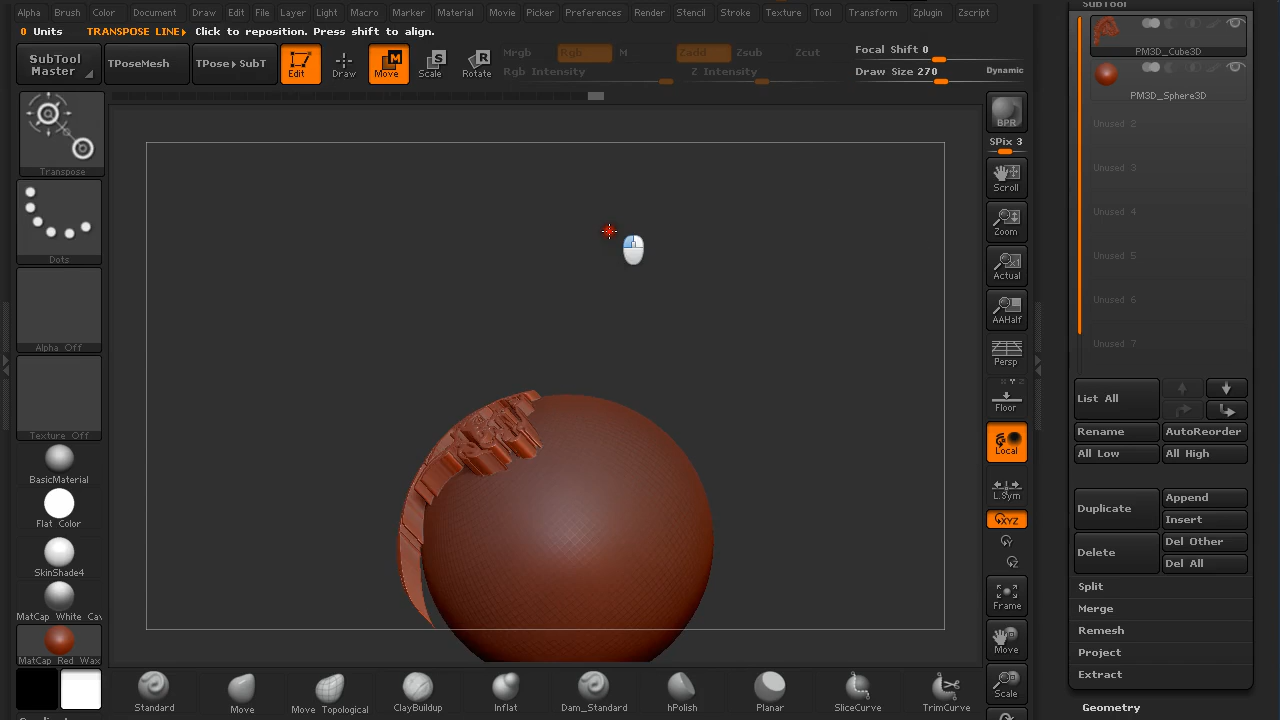 Alpha Brush Color Document Draw Edit File Layer Light Macro Marker Material Movie Picker Preferences Render Stencil Stroke Texture Tool Transform Zplugin Zscript
0 Units TRANSPOSE LINE▸ Click to reposition. Press shift to align.
SubTool
Master
TPoseMesh
TPose▸SubT
Edit
Draw
Move
Scale
Rotate
Mrgb Rgb M
Rgb Intensity
Zadd Zsub Zcut
Z Intensity
Focal Shift 0
Draw Size 270
Dynamic
Transpose
Dots
Alpha Off
Texture Off
BasicMaterial
Flat Color
SkinShade4
MatCap White Cav
MatCap Red Wax
BPR
SPix 3
Scroll
Zoom
Actual
AAHalf
Persp
Floor
Local
L.Sym
XYZ
Y
Z
Frame
Move
Scale
Standard
Move
Move Topological
ClayBuildup
Inflat
Dam_Standard
hPolish
Planar
SliceCurve
TrimCurve
SubTool
PM3D_Cube3D
PM3D_Sphere3D
Unused 2
Unused 3
Unused 4
Unused 5
Unused 6
Unused 7
List All
Rename AutoReorder
All Low All High
Duplicate
Append
Insert
Delete
Del Other
Del All
Split
Merge
Remesh
Project
Extract
Geometry